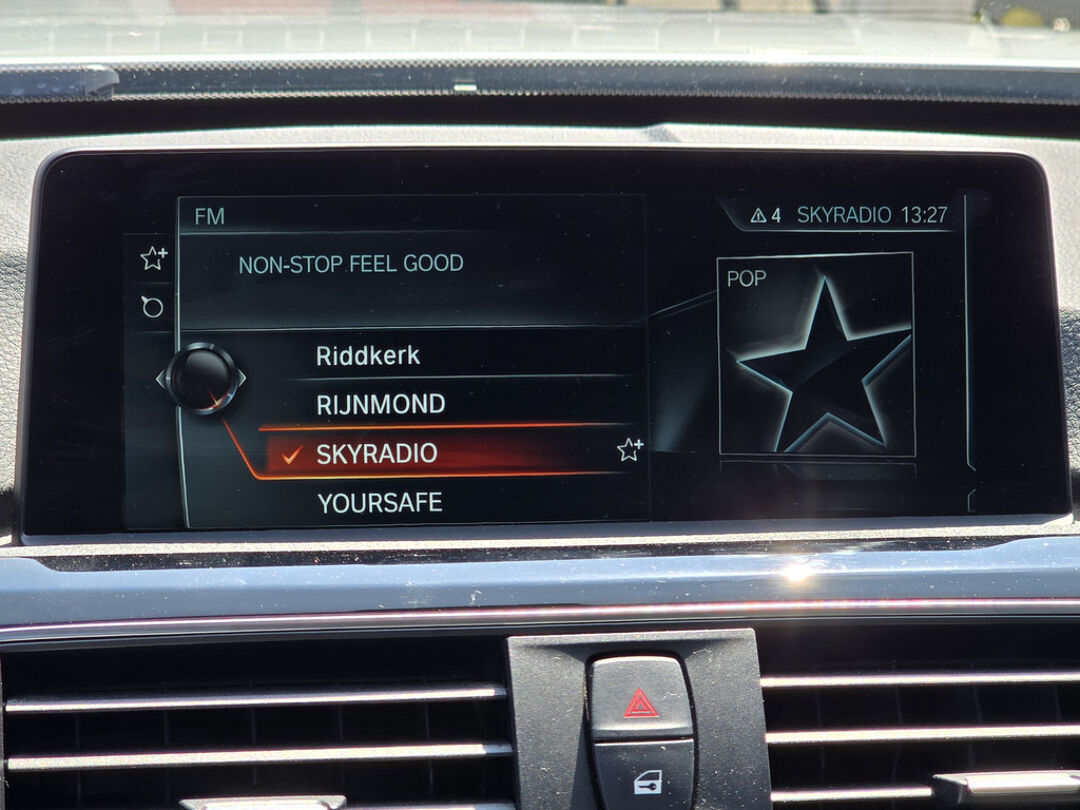 FM
4 SKYRADIO 13:27
NON-STOP FEEL GOOD
POP
Riddkerk
RIJNMOND
SKYRADIO
YOURSAFE